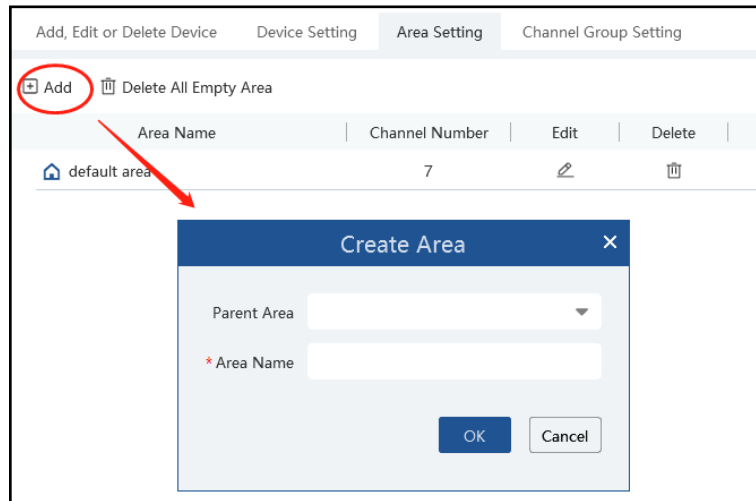 Add, Edit or Delete Device Device Setting Area Setting Channel Group Setting
Add Delete All Empty Area
Area Name Channel Number Edit Delete
default area 7
Create Area
Parent Area
* Area Name
OK Cancel